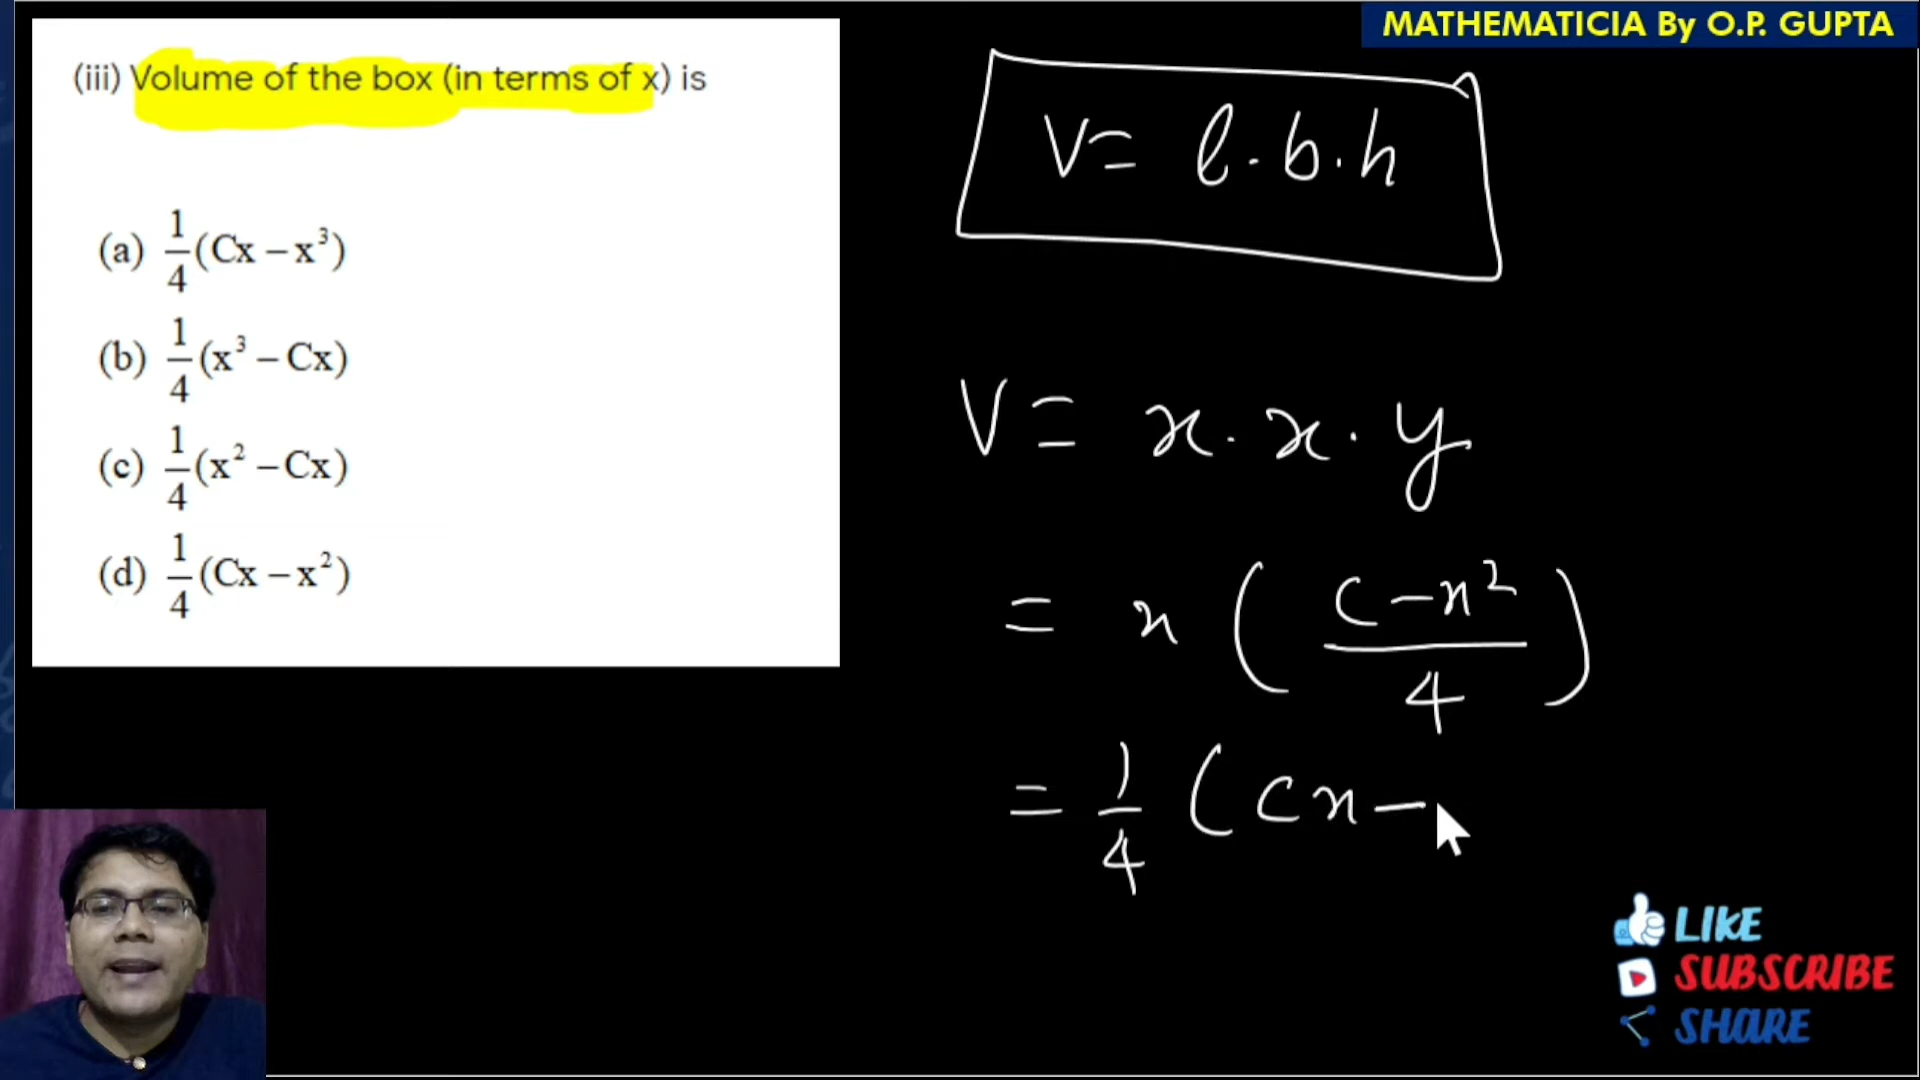 MATHEMATICIA By O.P. GUPTA
(iii) Volume of the box (in terms of x) is
(a) 1/4 (Cx – x³)
(b) 1/4 (x³ – Cx)
(c) 1/4 (x² – Cx)
(d) 1/4 (Cx – x²)
V = l · b · h
V = x · x · y
= x ( (C – x²)/4 )
= 1/4 ( Cx –
LIKE
SUBSCRIBE
SHARE